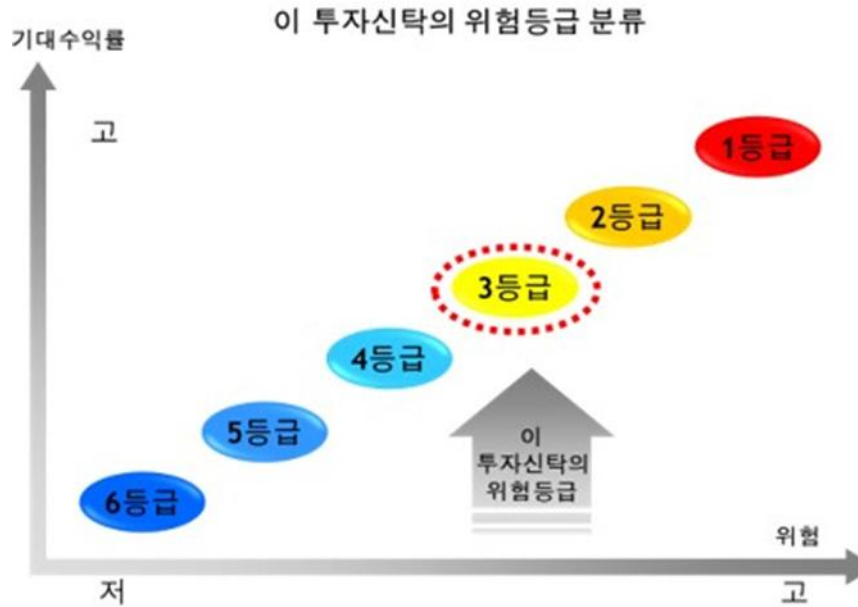 이 투자신탁의 위험등급 분류
기대수익률
고
1등급
2등급
3등급
4등급
5등급
6등급
이
투자신탁의
위험등급
위험
저
고